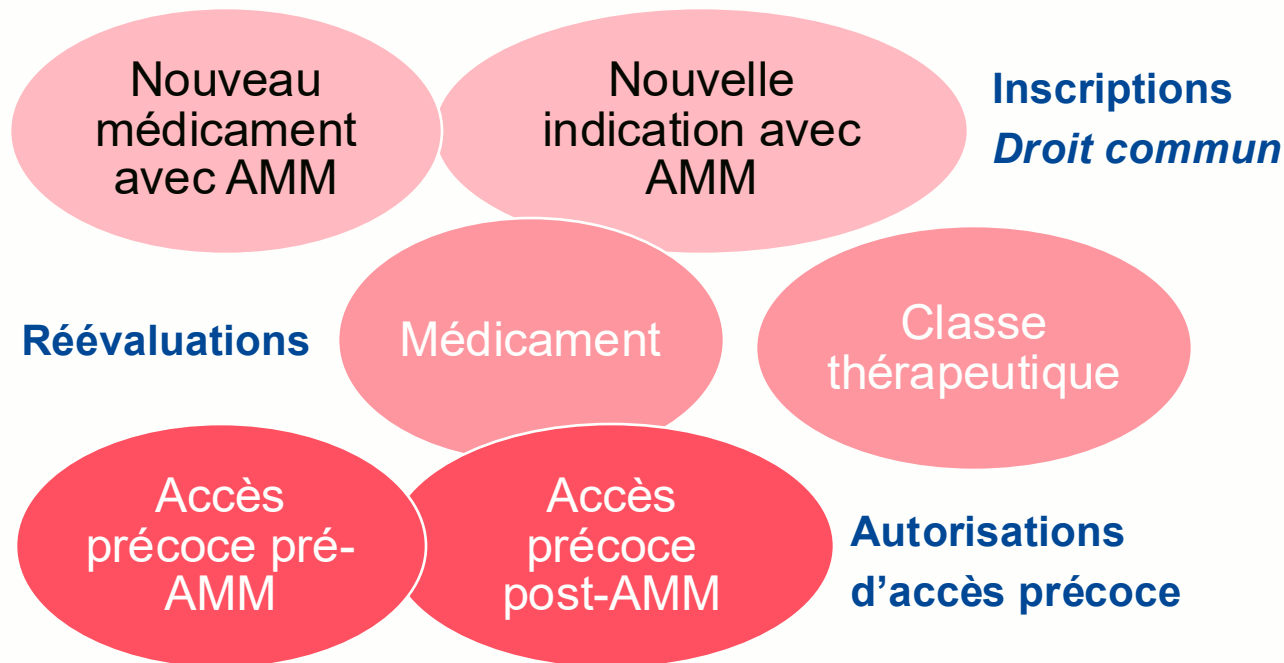 Nouveau
médicament
avec AMM
Nouvelle
indication avec
AMM
Inscriptions
Droit commun
Réévaluations
Médicament
Classe
thérapeutique
Accès
précoce pré-
AMM
Accès
précoce
post-AMM
Autorisations
d’accès précoce